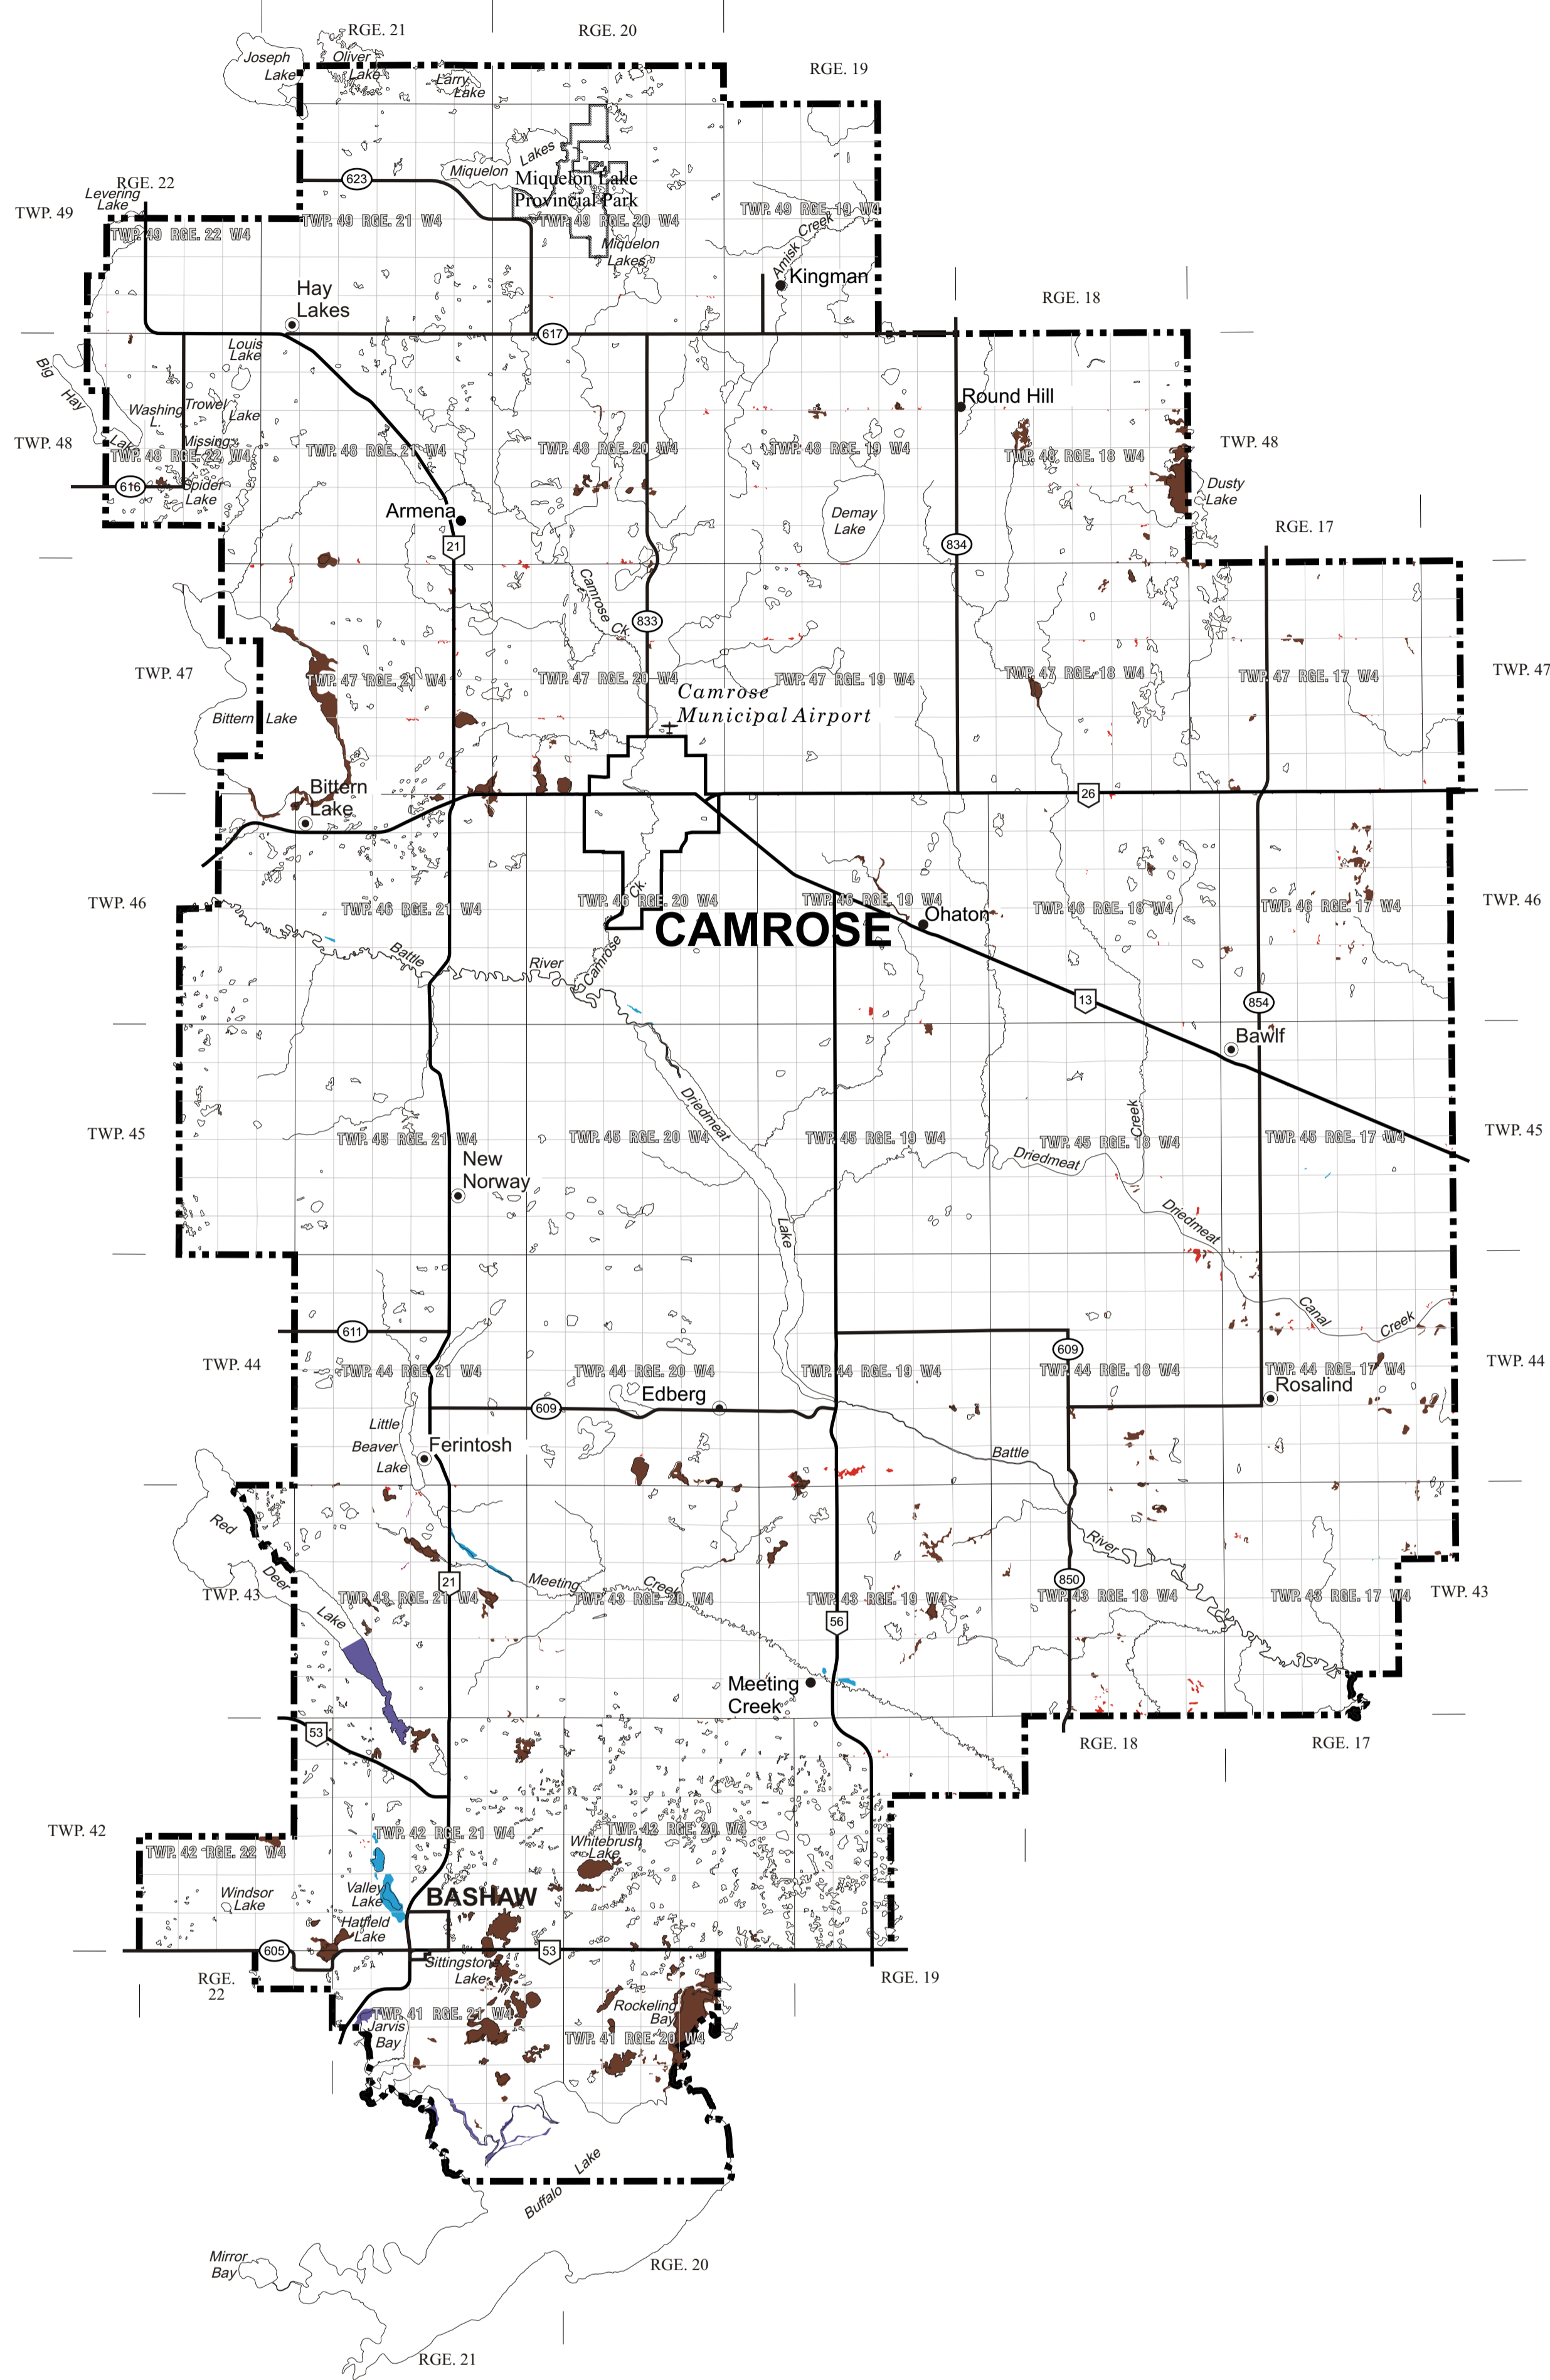 RGE. 21
RGE. 20
RGE. 19
Joseph
Lake
Oliver
Lake
Larry
Lake
Lakes
Miquelon
623
Miquelon Lake
Provincial Park
RGE. 22
Levering
Lake
TWP. 49
TWP. 49 RGE. 22 W4
TWP. 49 RGE. 21 W4
TWP. 49 RGE. 20 W4
TWP. 49 RGE. 19 W4
Miquelon
Lakes
Amisk Creek
Kingman
Hay
Lakes
RGE. 18
617
Louis
Lake
Big
Hay
Lake
Washing
L.
Trowel
Lake
Missing
L.
Round Hill
TWP. 48
TWP. 48 RGE. 22 W4
TWP. 48 RGE. 21 W4
TWP. 48 RGE. 20 W4
TWP. 48 RGE. 19 W4
TWP. 48 RGE. 18 W4
TWP. 48
616
Spider
Lake
Dusty
Lake
Armena
Demay
Lake
RGE. 17
21
834
Camrose Ck.
833
TWP. 47
TWP. 47 RGE. 21 W4
TWP. 47 RGE. 20 W4
TWP. 47 RGE. 19 W4
TWP. 47 RGE. 18 W4
TWP. 47 RGE. 17 W4
TWP. 47
Camrose
Municipal Airport
Bittern Lake
Bittern
Lake
26
TWP. 46
TWP. 46 RGE. 21 W4
TWP. 46 RGE. 20 W4
TWP. 46 RGE. 19 W4
TWP. 46 RGE. 18 W4
TWP. 46 RGE. 17 W4
TWP. 46
CAMROSE
Ohaton
Camrose Ck.
Battle
River
13
854
Bawlf
Driedmeat
Lake
TWP. 45
TWP. 45 RGE. 21 W4
TWP. 45 RGE. 20 W4
TWP. 45 RGE. 19 W4
TWP. 45 RGE. 18 W4
TWP. 45 RGE. 17 W4
TWP. 45
Creek
Driedmeat
New
Norway
Driedmeat
Canal
Creek
611
609
TWP. 44
TWP. 44 RGE. 21 W4
TWP. 44 RGE. 20 W4
TWP. 44 RGE. 19 W4
TWP. 44 RGE. 18 W4
TWP. 44 RGE. 17 W4
TWP. 44
Rosalind
Edberg
609
Little
Beaver
Lake
Ferintosh
Battle
River
Red
Deer
Lake
Meeting
Creek
21
850
TWP. 43
TWP. 43 RGE. 21 W4
TWP. 43 RGE. 20 W4
TWP. 43 RGE. 19 W4
TWP. 43 RGE. 18 W4
TWP. 43 RGE. 17 W4
TWP. 43
56
Meeting
Creek
53
RGE. 18
RGE. 17
TWP. 42
TWP. 42 RGE. 22 W4
TWP. 42 RGE. 21 W4
TWP. 42 RGE. 20 W4
Whitebrush
Lake
Windsor
Lake
Valley
Lake
BASHAW
Hatfield
Lake
605
53
Sittingstone
Lake
RGE.
22
RGE. 19
TWP. 41 RGE. 21 W4
Rockeling
Bay
Jarvis
Bay
TWP. 41 RGE. 20 W4
Buffalo Lake
Mirror
Bay
RGE. 20
RGE. 21